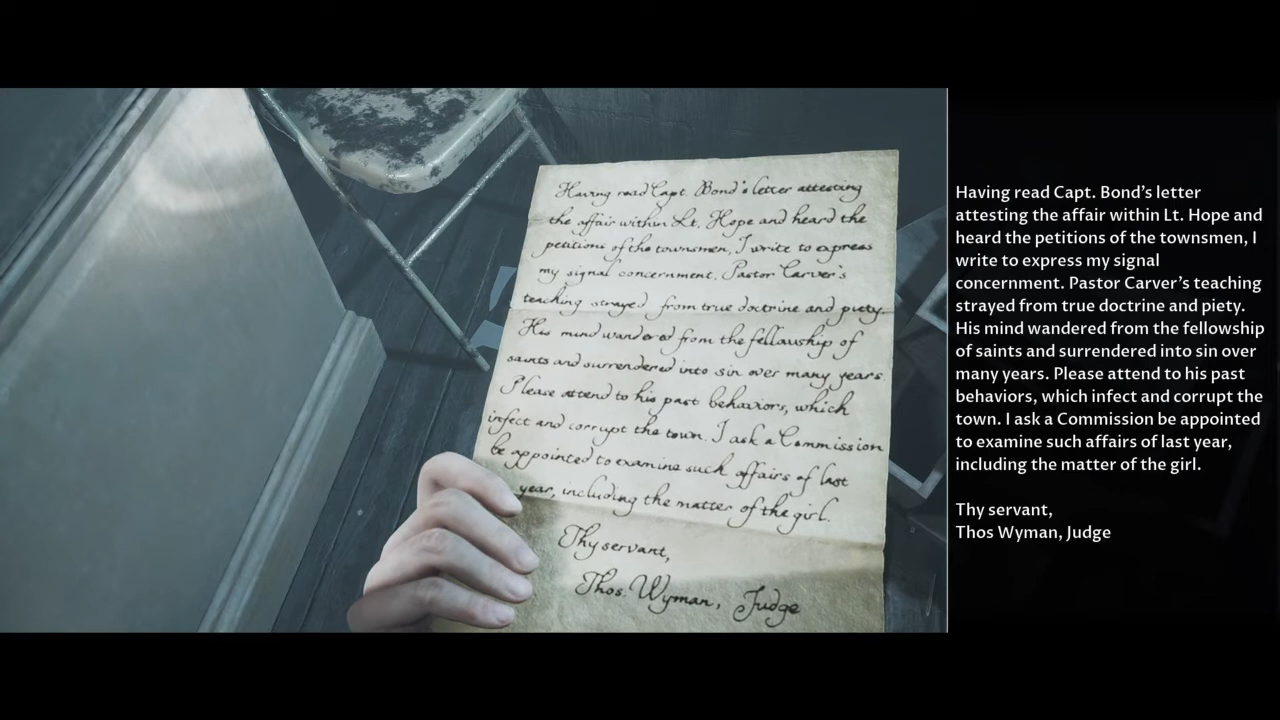 Having read Capt. Bond's letter attesting
the affair within Lt. Hope and heard the
petitions of the townsmen, I write to express
my signal concernment. Pastor Carver's
teaching strayed from true doctrine and piety.
His mind wandered from the fellowship of
saints and surrendered into sin over many years.
Please attend to his past behaviors, which
infect and corrupt the town. I ask a Commission
be appointed to examine such affairs of last
year, including the matter of the girl.
Thy servant,
Thos. Wyman, Judge
Having read Capt. Bond's letter
attesting the affair within Lt. Hope and
heard the petitions of the townsmen, I
write to express my signal
concernment. Pastor Carver's teaching
strayed from true doctrine and piety.
His mind wandered from the fellowship
of saints and surrendered into sin over
many years. Please attend to his past
behaviors, which infect and corrupt the
town. I ask a Commission be appointed
to examine such affairs of last year,
including the matter of the girl.
Thy servant,
Thos Wyman, Judge